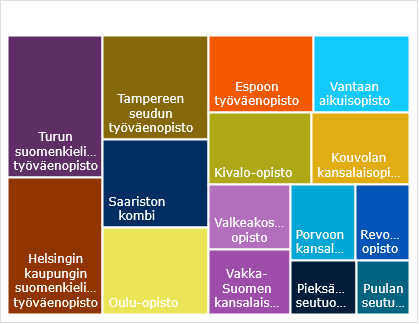 Turun
suomenkieli...
työväenopisto
Helsingin
kaupungin
suomenkieli...
työväenopisto
Tampereen
seudun
työväenopisto
Saariston
kombi
Oulu-opisto
Espoon
työväenopisto
Vantaan
aikuisopisto
Kivalo-opisto
Kouvolan
kansalaisopi...
Valkeakos...
opisto
Vakka-
Suomen
kansalais...
Porvoon
kansal...
Revo...
opisto
Pieksä...
seutuo...
Puulan
seutu...